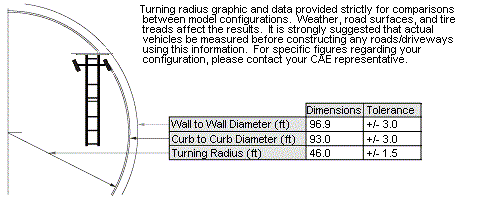 Turning radius graphic and data provided strictly for comparisons
between model configurations. Weather, road surfaces, and tire
treads affect the results. It is strongly suggested that actual
vehicles be measured before constructing any roads/driveways
using this information. For specific figures regarding your
configuration, please contact your CAE representative.
Dimensions Tolerance
Wall to Wall Diameter (ft) 96.9 +/- 3.0
Curb to Curb Diameter (ft) 93.0 +/- 3.0
Turning Radius (ft) 46.0 +/- 1.5